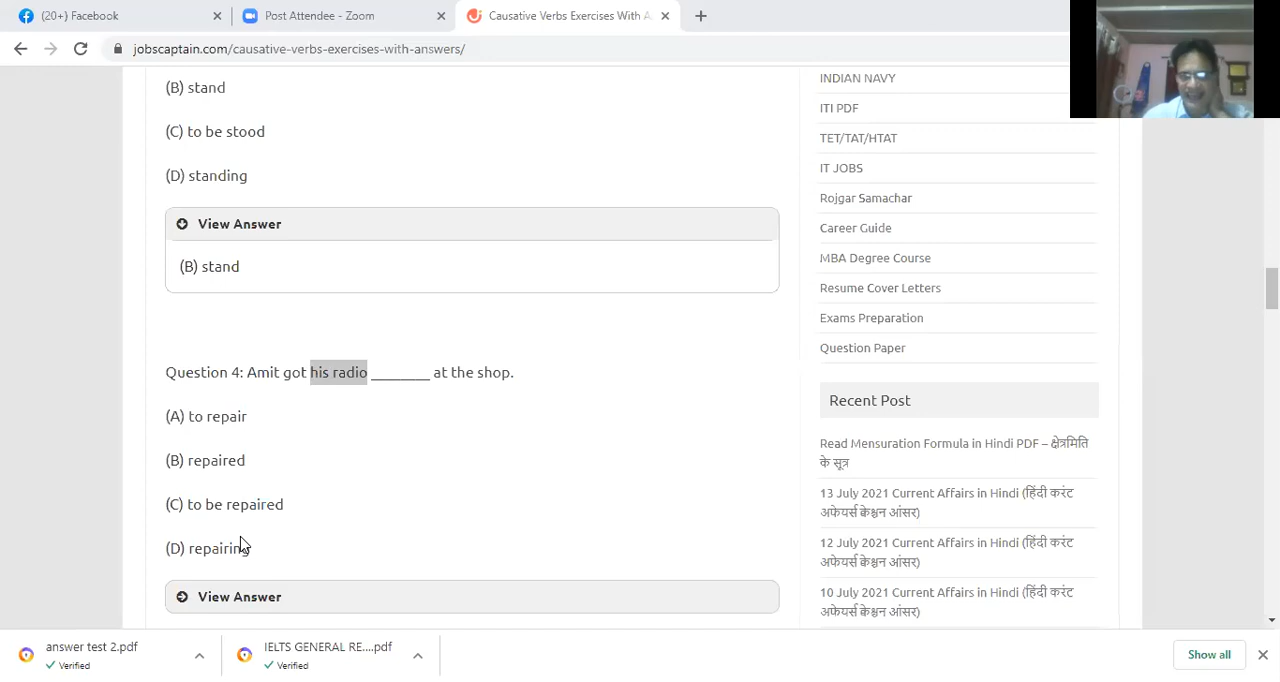 (20+) Facebook
Post Attendee - Zoom
Causative Verbs Exercises With A
jobscaptain.com/causative-verbs-exercises-with-answers/
(B) stand
(C) to be stood
(D) standing
View Answer
(B) stand
Question 4: Amit got his radio ________ at the shop.
(A) to repair
(B) repaired
(C) to be repaired
(D) repairing
View Answer
INDIAN NAVY
ITI PDF
TET/TAT/HTAT
IT JOBS
Rojgar Samachar
Career Guide
MBA Degree Course
Resume Cover Letters
Exams Preparation
Question Paper
Recent Post
Read Mensuration Formula in Hindi PDF – क्षेत्रमिति
के सूत्र
13 July 2021 Current Affairs in Hindi (हिंदी करंट
अफेयर्स क्वेश्चन आंसर)
12 July 2021 Current Affairs in Hindi (हिंदी करंट
अफेयर्स क्वेश्चन आंसर)
10 July 2021 Current Affairs in Hindi (हिंदी करंट
अफेयर्स क्वेश्चन आंसर)
answer test 2.pdf
Verified
IELTS GENERAL RE....pdf
Verified
Show all